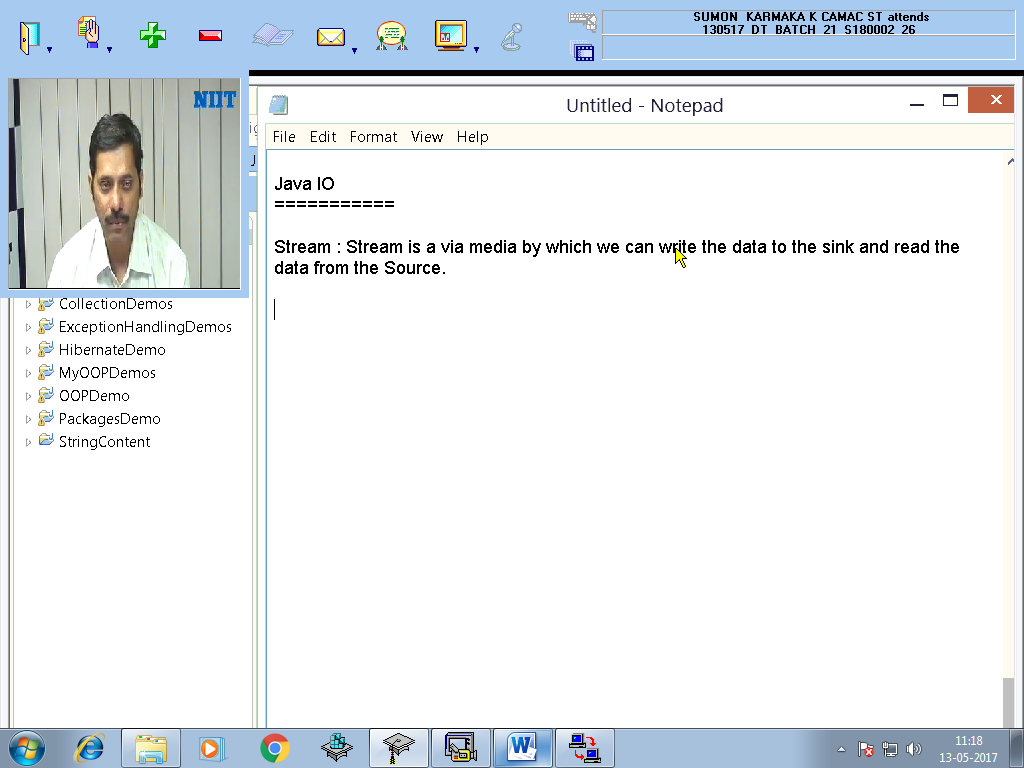 SUMON KARMAKA K CAMAC ST attends
130517 DT BATCH 21 S180002 26
NIIT
Untitled - Notepad
File Edit Format View Help
Java IO
===========
Stream : Stream is a via media by which we can write the data to the sink and read the
data from the Source.
CollectionDemos
ExceptionHandlingDemos
HibernateDemo
MyOOPDemos
OOPDemo
PackagesDemo
StringContent
11:18
13-05-2017